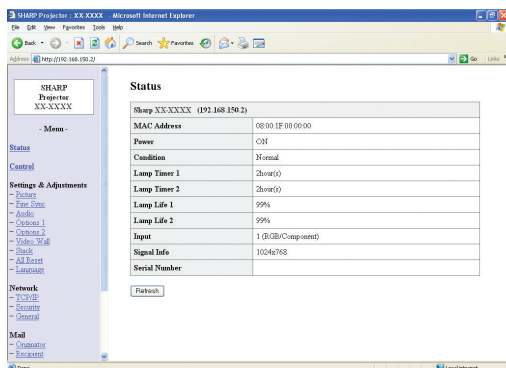 SHARP Projector : XX-XXXX - Microsoft Internet Explorer
File Edit View Favorites Tools Help
Back Search Favorites
Address http://192.168.150.2/ Go Links
SHARP
Projector
XX-XXXX
- Menu -
Status
Control
Settings & Adjustments
- Picture
- Fine Sync
- Audio
- Options 1
- Options 2
- Video Wall
- Stack
- All Reset
- Language
Network
- TCP/IP
- Security
- General
Mail
- Originator
- Recipient
Status
Sharp XX-XXXX (192.168.150.2)
MAC Address 08:00:1F:00:00:00
Power ON
Condition Normal
Lamp Timer 1 2hour(s)
Lamp Timer 2 2hour(s)
Lamp Life 1 99%
Lamp Life 2 99%
Input 1 (RGB/Component)
Signal Info 1024x768
Serial Number
Refresh